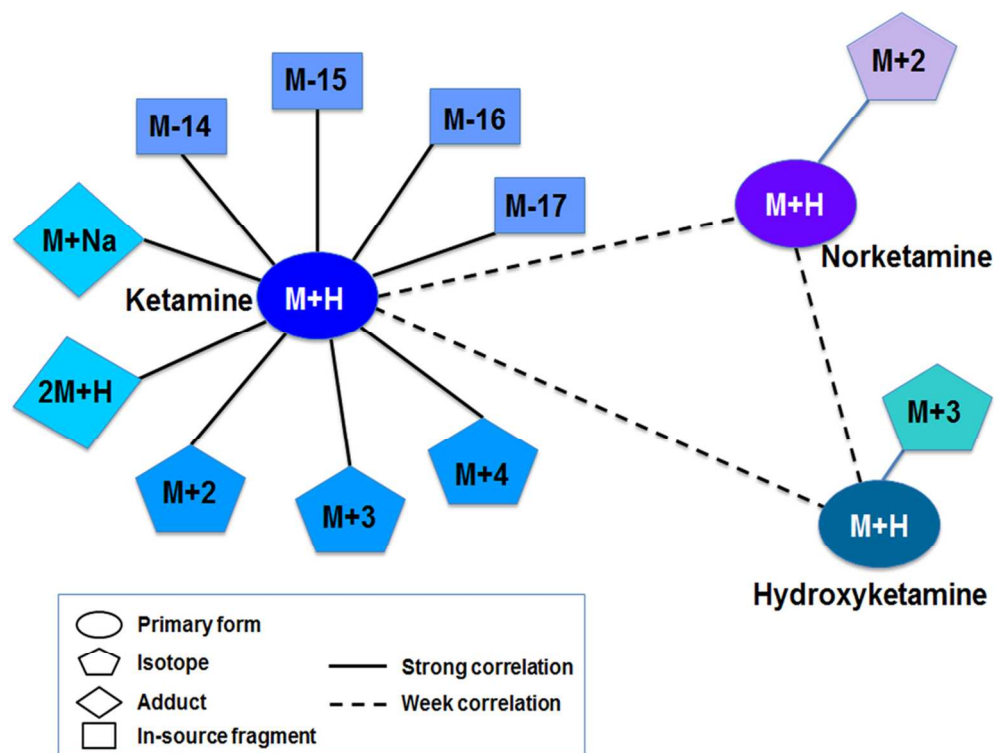 M+2
M-15
M-14
M-16
M-17
M+H
Norketamine
M+Na
Ketamine
M+H
2M+H
M+3
M+2
M+3
M+4
M+H
Hydroxyketamine
Primary form
Isotope
Strong correlation
Adduct
Week correlation
In-source fragment